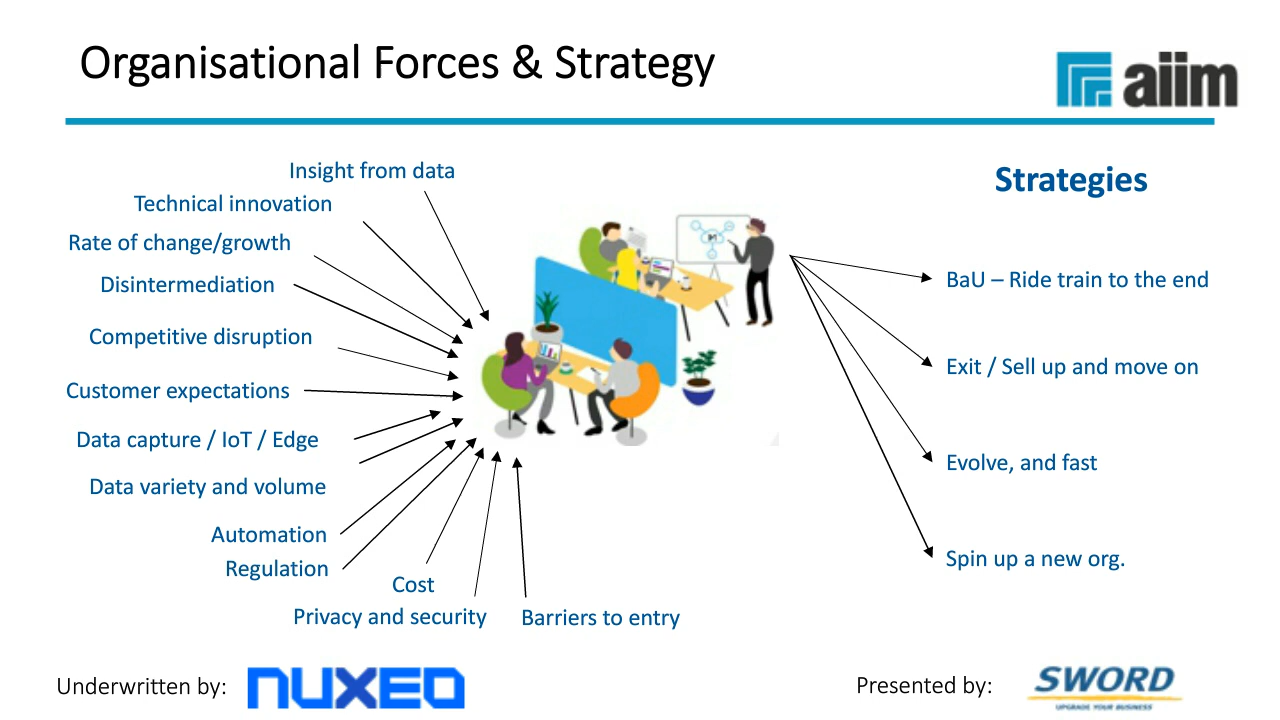 Organisational Forces & Strategy
aiim
Insight from data
Technical innovation
Rate of change/growth
Disintermediation
Competitive disruption
Customer expectations
Data capture / IoT / Edge
Data variety and volume
Automation
Regulation
Cost
Privacy and security
Barriers to entry
Strategies
BaU – Ride train to the end
Exit / Sell up and move on
Evolve, and fast
Spin up a new org.
Underwritten by:
nuxeo
Presented by:
SWORD
UPGRADE YOUR BUSINESS